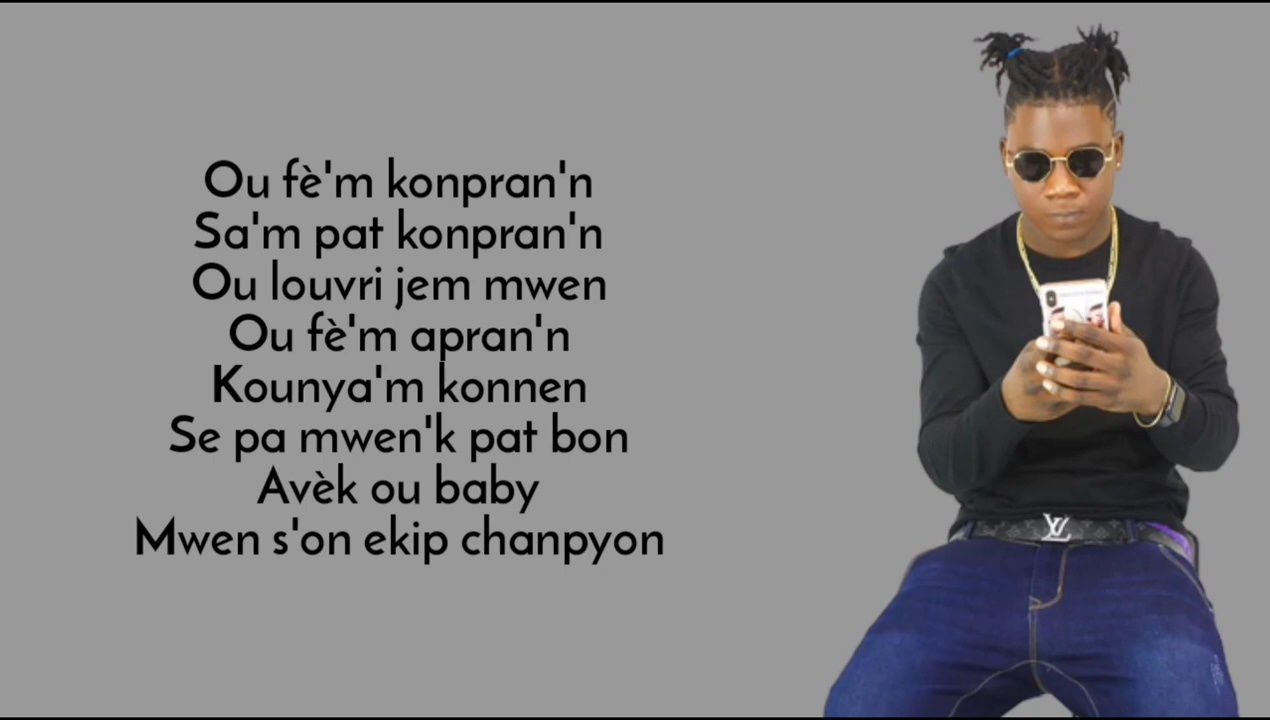 Ou fè'm konpran'n
Sa'm pat konpran'n
Ou louvri jem mwen
Ou fè'm apran'n
Kounya'm konnen
Se pa mwen'k pat bon
Avèk ou baby
Mwen s'on ekip chanpyon
LV